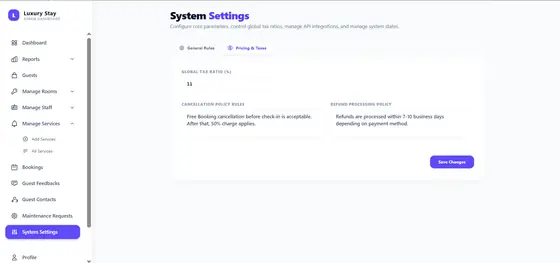 L
Luxury Stay
System Settings
Configure core parameters, control global tax ratios, manage API integrations, and manage system states.
Dashboard
Reports
Guests
Manage Rooms
Manage Staff
Manage Services
Add Services
All Services
Bookings
Guest Feedbacks
Guest Contacts
Maintenance Requests
System Settings
Profile
General Rules
Pricing & Taxes
GLOBAL TAX RATIO (%)
11
CANCELLATION POLICY RULES
Free Booking cancellation before check-in is acceptable.
After that, 50% charge applies.
REFUND PROCESSING POLICY
Refunds are processed within 7-10 business days
depending on payment method.
Save Changes